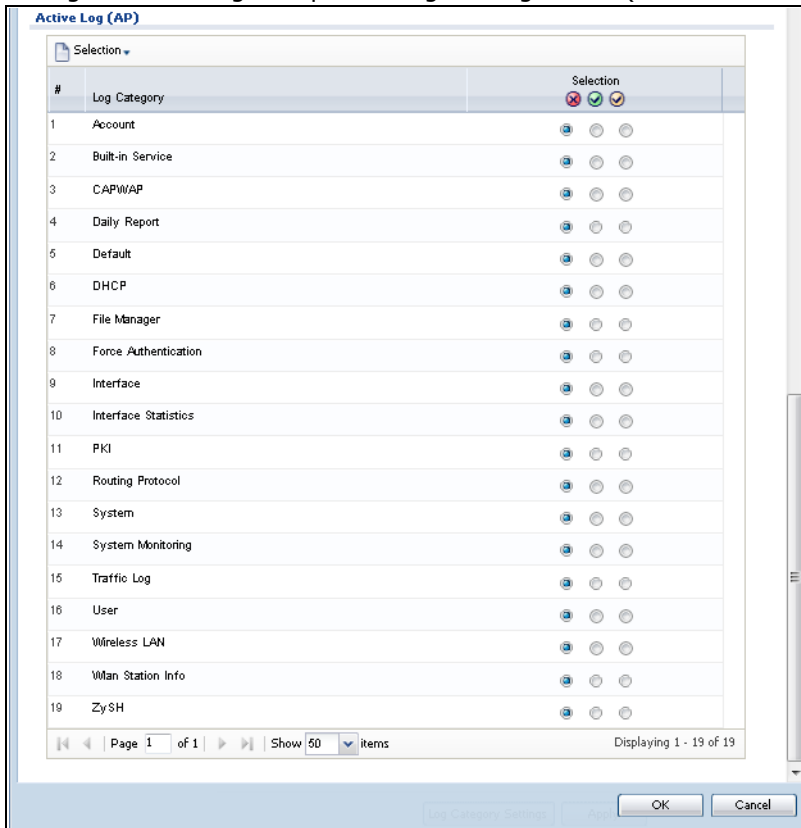 Active Log (AP)
Selection
# Log Category Selection
1 Account
2 Built-in Service
3 CAPWAP
4 Daily Report
5 Default
6 DHCP
7 File Manager
8 Force Authentication
9 Interface
10 Interface Statistics
11 PKI
12 Routing Protocol
13 System
14 System Monitoring
15 Traffic Log
16 User
17 Wireless LAN
18 Wlan Station Info
19 ZySH
Page 1 of 1 Show 50 items Displaying 1 - 19 of 19
Log Category Settings OK Cancel